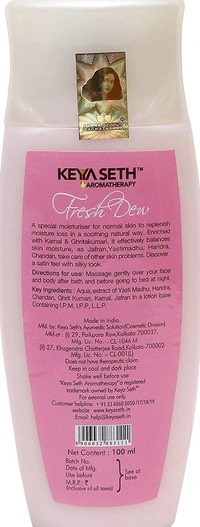 KEYA SETH™
AROMATHERAPY
Fresh Dew
A special moisturiser for normal skin to replenish
moisture loss in a soothing natural way. Enriched
with Kamal & Ghritakumari, it effectively balances
skin moisture, as Jafran,Yastimadhu, Haridra,
Chandan, take care of other skin problems. Discover
a satin feel with silky look.
Directions for use: Massage gently over your face
and body after bath and before going to bed at night.
Key Ingredients : Aqua, extract of Yasti Madhu, Haridra,
Chandan, Ghrit Kumari, Kamal, Jafran in a lotion base
Containing I.P.M, I.P.P., L.L.P.
Made in India.
Mfd. by: Keya Seth's Ayurvedic Solution(Cosmetic Division)
Mfd at : (I) 29, Palikpara Row,Kolkata-700037.
Mfg. Lic. No. – CL-1046 M
(II) 27, Khagendra Chatterjee Road,Kolkata-700002
Mfg. Lic. No. – CL-001(L)
Does not have therapeutic claim.
Keep in cool and dark place
Shake well before use
"Keya Seth Aromatherapy" is registered
trademark owned by Keya Seth™
For external use only
Customer helpline: + 91 33 4060 5050/17/18/19
Website: www.keyaseth.in
Email: help@keyaseth.in
8 906032 883111
Net Content : 100 ml
Batch No.
Date of Mfg.
Use before
M.R.P : ₹
(Inclusive of all taxes)
See at
base